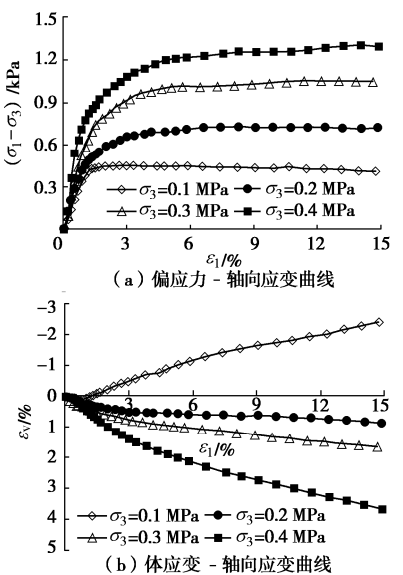 1.5
1.2
0.9
0.6
0.3
0 3 6 9 12 15
(σ₁－σ₃) /kPa
σ₃=0.1 MPa σ₃=0.2 MPa
σ₃=0.3 MPa σ₃=0.4 MPa
ε₁/%
(a) 偏应力 - 轴向应变曲线
-3
-2
-1
0 3 6 9 12 15
1
2
3
4
5
εᵥ/%
ε₁/%
σ₃=0.1 MPa σ₃=0.2 MPa
σ₃=0.3 MPa σ₃=0.4 MPa
(b) 体应变 - 轴向应变曲线